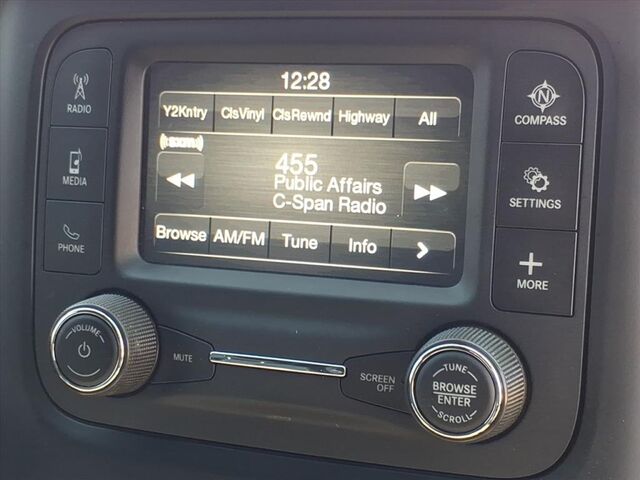 12:28
Y2Kntry ClsVinyl ClsRewnd Highway All
((SXM))
455
Public Affairs
C-Span Radio
Browse AM/FM Tune Info
RADIO
MEDIA
PHONE
N
COMPASS
SETTINGS
MORE
VOLUME
MUTE
SCREEN
OFF
TUNE
BROWSE
ENTER
SCROLL